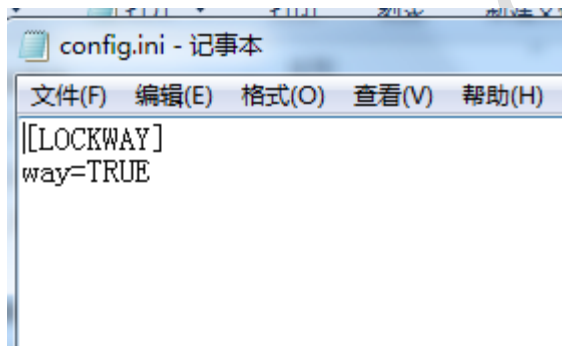 config.ini - 记事本
文件(F) 编辑(E) 格式(O) 查看(V) 帮助(H)
[LOCKWAY]
way=TRUE